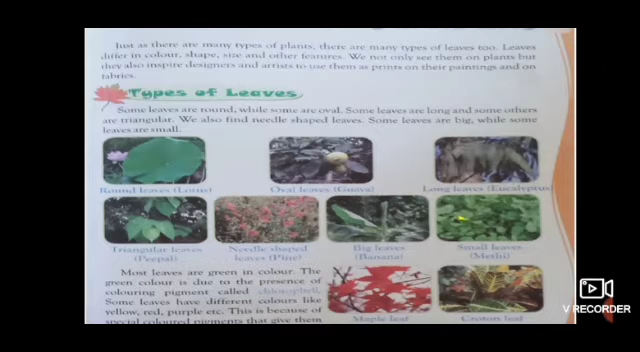 Just as there are many types of plants, there are many types of leaves too. Leaves
differ in colour, shape, size and other features. We not only see them on plants but
they also inspire designers and artists to use them as prints on their paintings and on
fabrics.
Types of Leaves
Some leaves are round, while some are oval. Some leaves are long and some others
are triangular. We also find needle shaped leaves. Some leaves are big, while some
leaves are small.
Round leaves (Lotus)
Oval leaves (Guava)
Long leaves (Eucalyptus)
Triangular leaves
(Peepal)
Needle shaped
leaves (Pine)
Big leaves
(Banana)
Small leaves
(Methi)
Most leaves are green in colour. The
green colour is due to the presence of
colouring pigment called chlorophyll.
Some leaves have different colours like
yellow, red, purple etc. This is because of
special coloured pigments that give them
Maple leaf
Croton leaf
V RECORDER